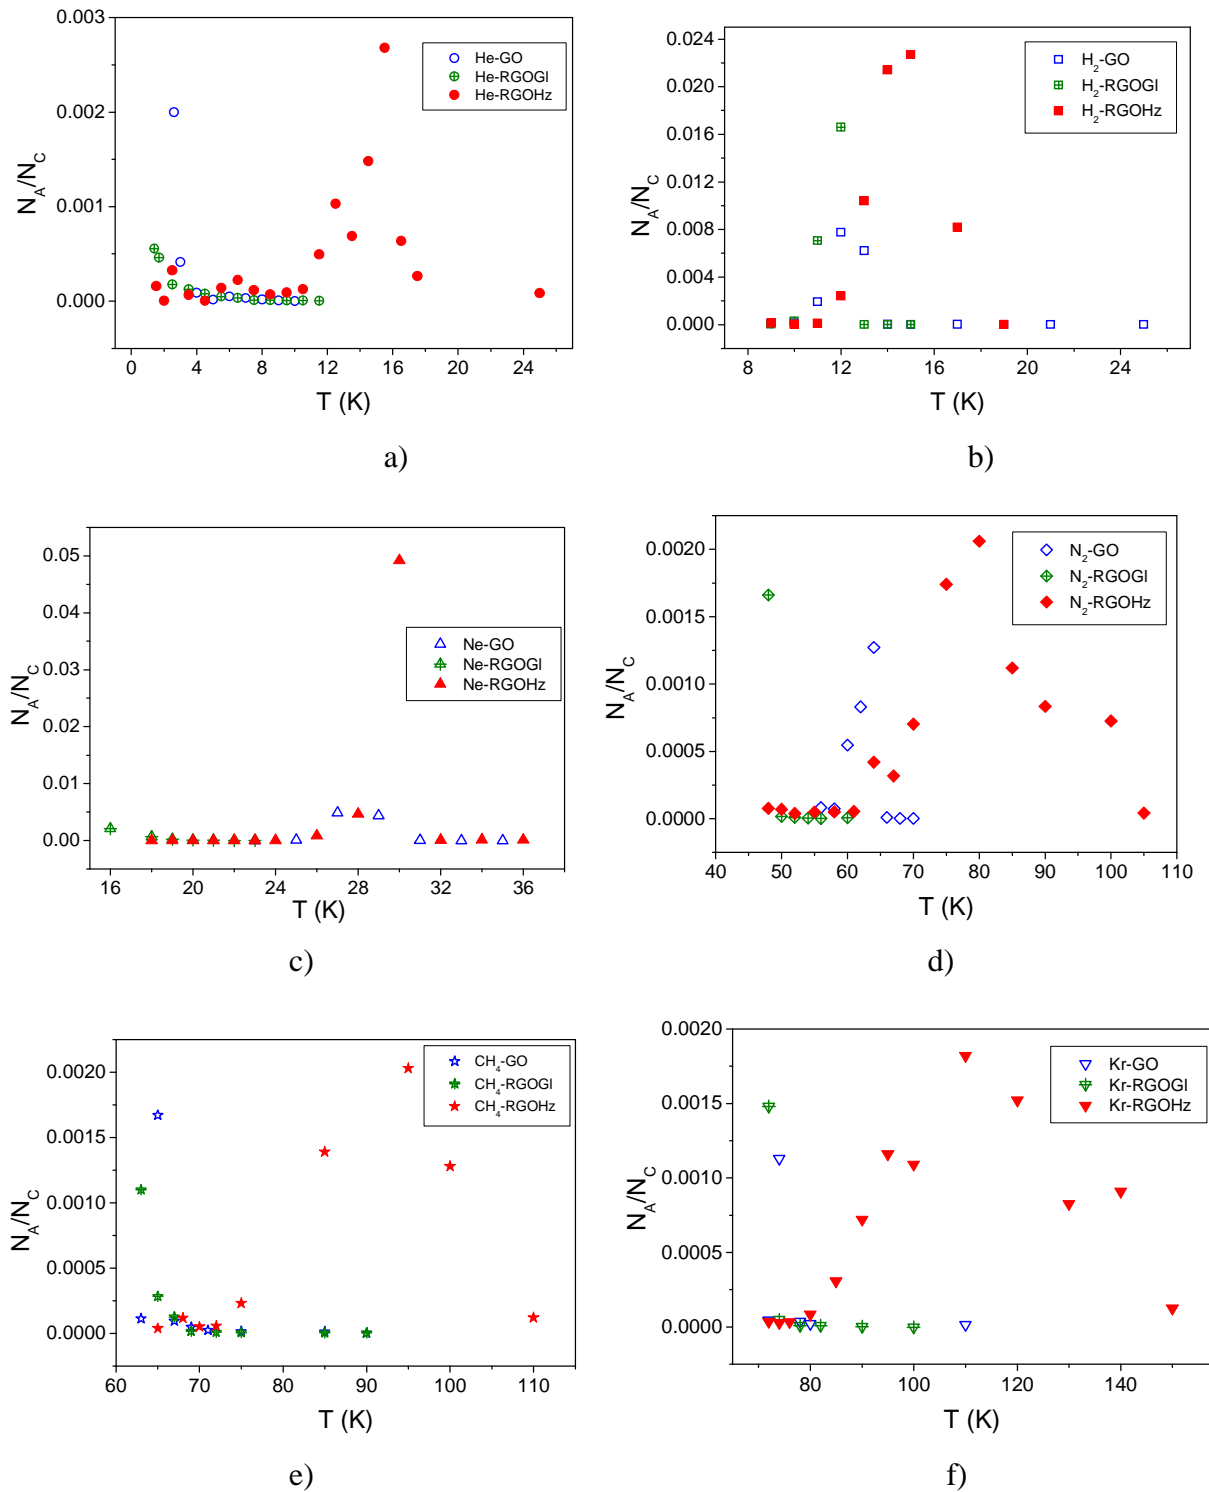 0.003
0.002
0.001
0.000
N_A/N_C
He-GO
He-RGOGl
He-RGOHz
0 4 8 12 16 20 24
T (K)
a)
0.024
0.020
0.016
0.012
0.008
0.004
0.000
N_A/N_C
H_2-GO
H_2-RGOGl
H_2-RGOHz
8 12 16 20 24
T (K)
b)
0.05
0.04
0.03
0.02
0.01
0.00
N_A/N_C
Ne-GO
Ne-RGOGl
Ne-RGOHz
16 20 24 28 32 36
T (K)
c)
0.0020
0.0015
0.0010
0.0005
0.0000
N_A/N_C
N_2-GO
N_2-RGOGl
N_2-RGOHz
40 50 60 70 80 90 100 110
T (K)
d)
0.0020
0.0015
0.0010
0.0005
0.0000
N_A/N_C
CH_4-GO
CH_4-RGOGl
CH_4-RGOHz
60 70 80 90 100 110
T (K)
e)
0.0020
0.0015
0.0010
0.0005
0.0000
N_A/N_C
Kr-GO
Kr-RGOGl
Kr-RGOHz
80 100 120 140
T (K)
f)